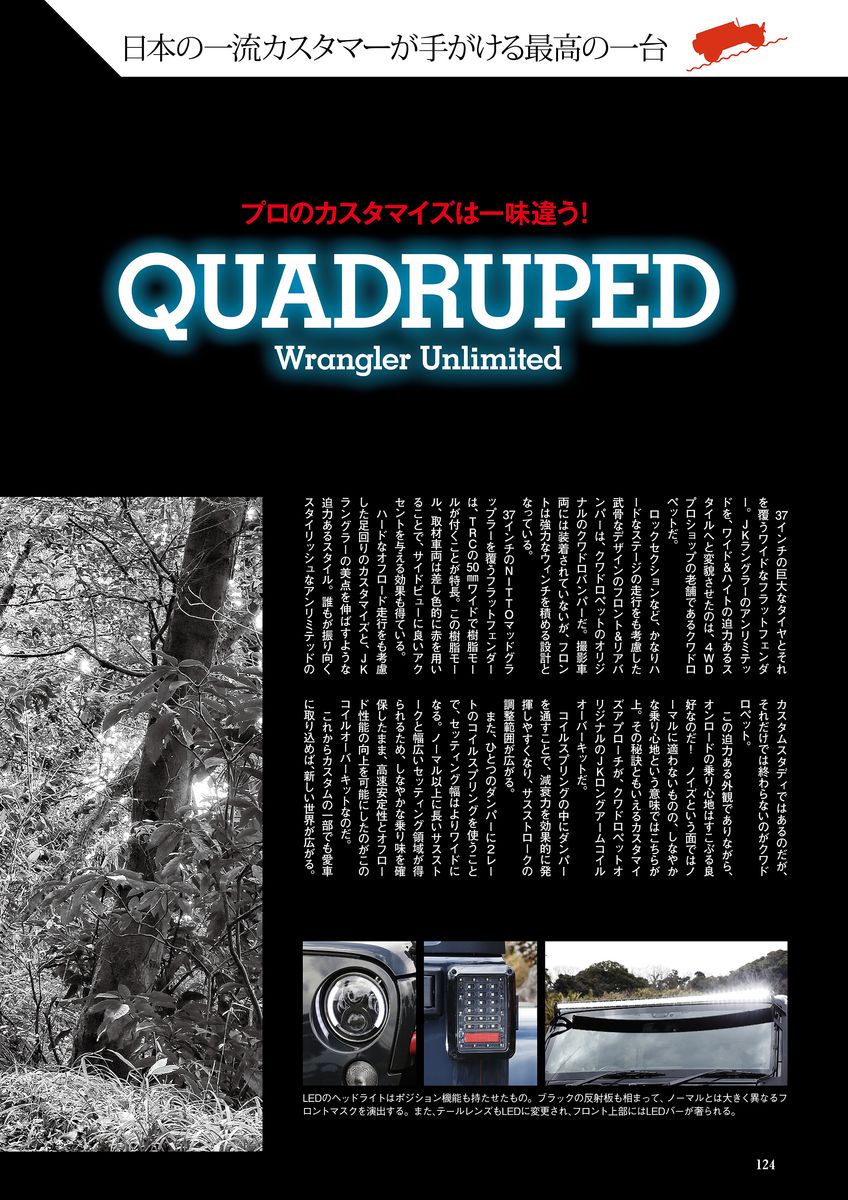 日本の一流カスタマーが手がける最高の一台
プロのカスタマイズは一味違う!
QUADRUPED
Wrangler Unlimited
37インチの巨大なタイヤとそれ
を覆うワイドなフラットフェンダ
ー。JKラングラーのアンリミテッ
ドを、ワイド&ハイトの迫力あるス
タイルへと変貌させたのは、4WD
プロショップの老舗であるクワドロ
ペットだ。
ロックセクションなど、かなりハ
ードなステージの走行をも考慮した
武骨なデザインのフロント&リアバ
ンパーは、クワドロペットのオリジ
ナルのクワドロバンパーだ。撮影車
両には装着されていないが、フロン
トは強力なウィンチを積める設計と
なっている。
37インチのNITTOマッドグラ
ップラーを覆うフラットフェンダー
は、TRCの50㎜ワイドで樹脂モー
ルが付くことが特長。この樹脂モー
ル、取材車両は差し色的に赤を用い
ることで、サイドビューに良いアク
セントを与える効果も得ている。
ハードなオフロード走行をも考慮
した足回りのカスタマイズと、JK
ラングラーの美点を伸ばすような
迫力あるスタイル。誰もが振り向く
スタイリッシュなアンリミテッドの
カスタムスタディではあるのだが、
それだけでは終わらないのがクワド
ロペット。
この迫力ある外観でありながら、
オンロードの乗り心地はすこぶる良
好なのだ! ノイズという面ではノ
ーマルに適わないものの、しなやか
な乗り心地という意味ではこちらが
上。その秘訣ともいえるカスタマイ
ズアプローチが、クワドロペットオ
リジナルのJKロングアームコイル
オーバーキットだ。
コイルスプリングの中にダンパー
を通すことで、減衰力を効果的に発
揮しやすくなり、サスストロークの
調整範囲が広がる。
また、ひとつのダンパーに2レー
トのコイルスプリングを使うこと
で、セッティング幅はよりワイドに
なる。ノーマル以上に長いサススト
ークと幅広いセッティング領域が得
られるため、しなやかな乗り味を確
保したまま、高速安定性とオフロー
ド性能の向上を可能にしたのがこの
コイルオーバーキットなのだ。
これからカスタムの一部でも愛車
に取り込めば、新しい世界が広がる。
LEDのヘッドライトはポジション機能も持たせたもの。ブラックの反射板も相まって、ノーマルとは大きく異なるフ
ロントマスクを演出する。また、テールレンズもLEDに変更され、フロント上部にはLEDバーが奢られる。
124